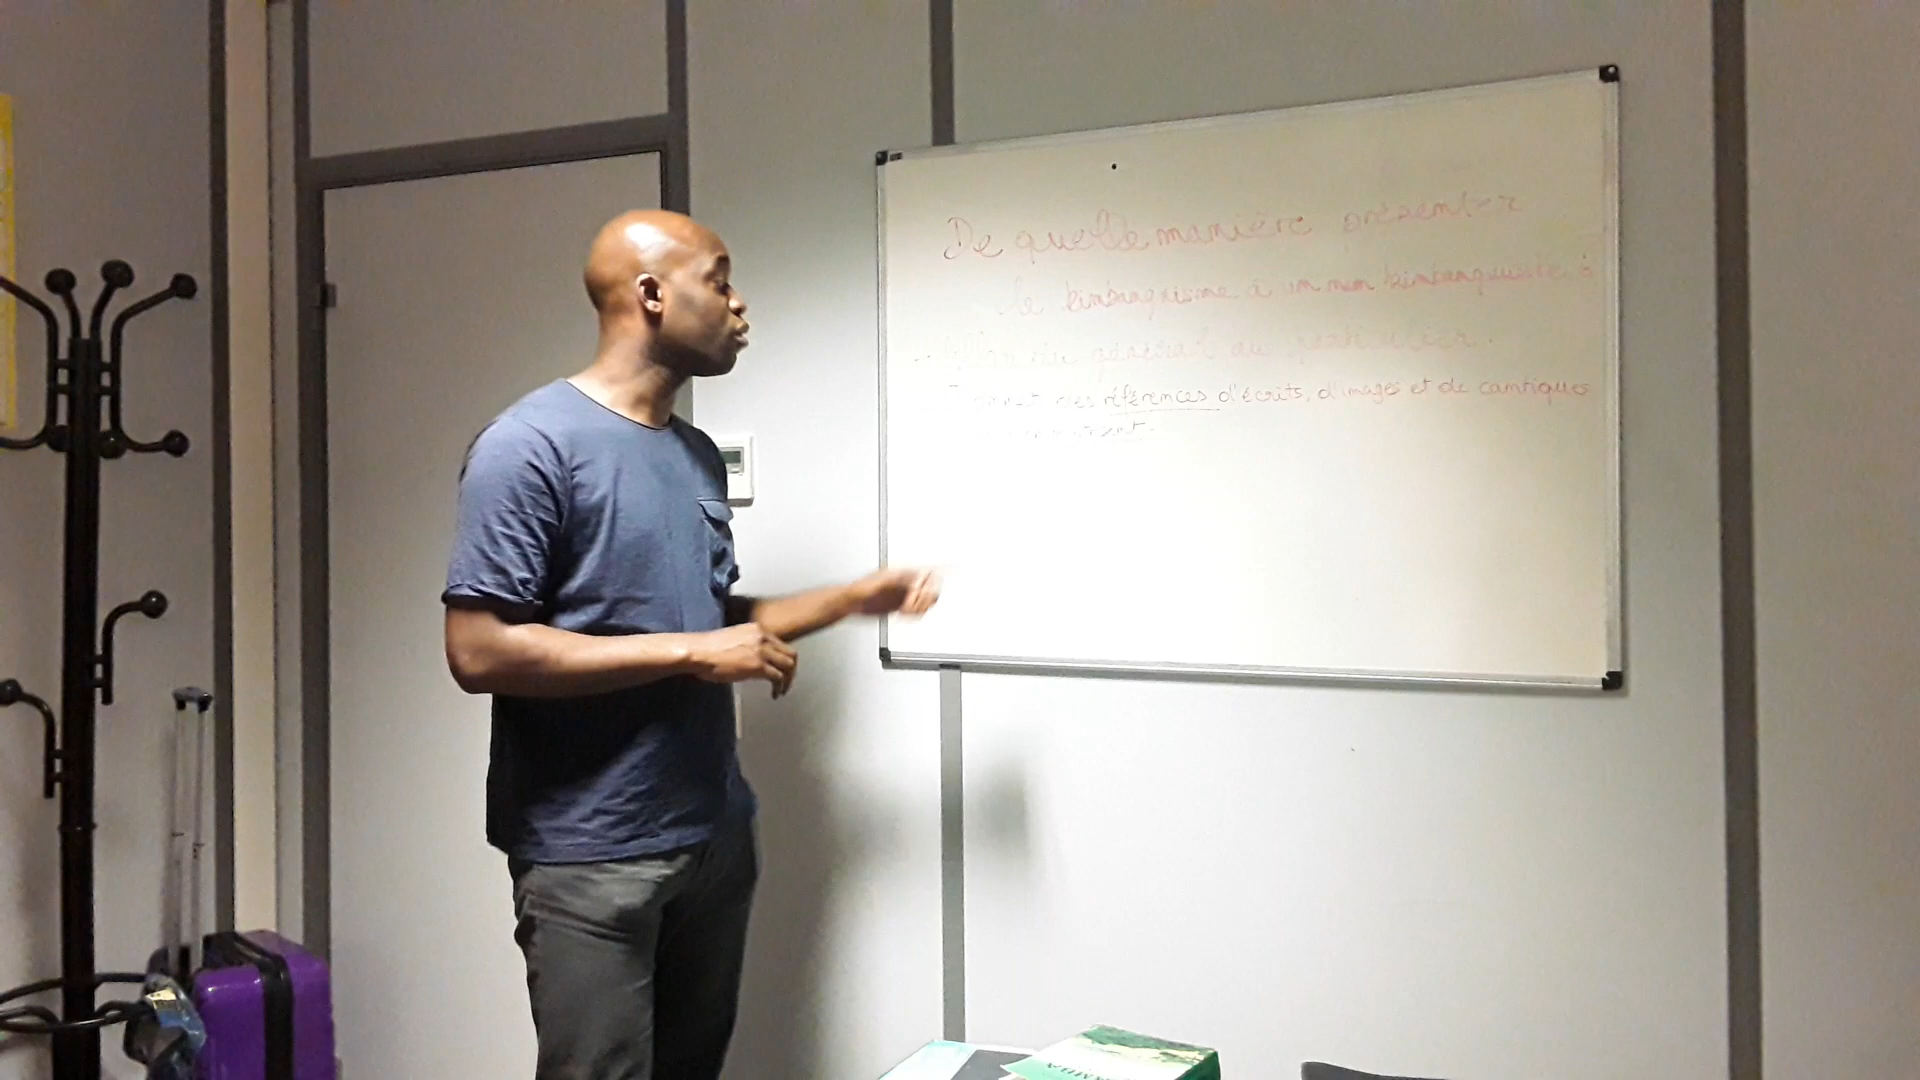 De quelle manière présenter
le kimbanguisme à un non kimbanguiste ?
du général au particulier.
des références d'écrits, d'images et de cantiques